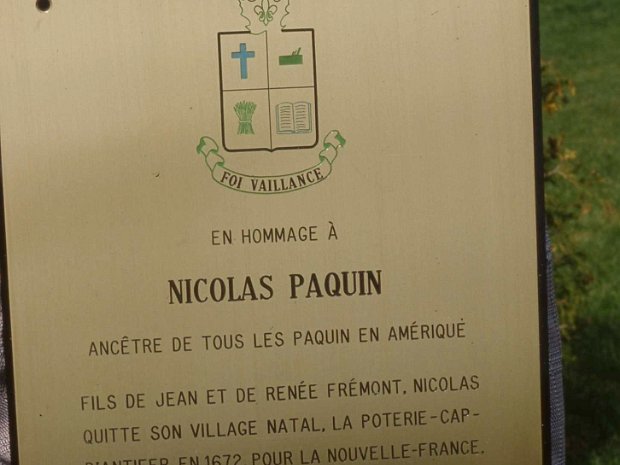 FOI VAILLANCE
EN HOMMAGE À
NICOLAS PAQUIN
ANCÊTRE DE TOUS LES PAQUIN EN AMÉRIQUE
FILS DE JEAN ET DE RENÉE FRÉMONT, NICOLAS
QUITTE SON VILLAGE NATAL, LA POTERIE-CAP-
D'ANTIFER EN 1672 POUR LA NOUVELLE-FRANCE.